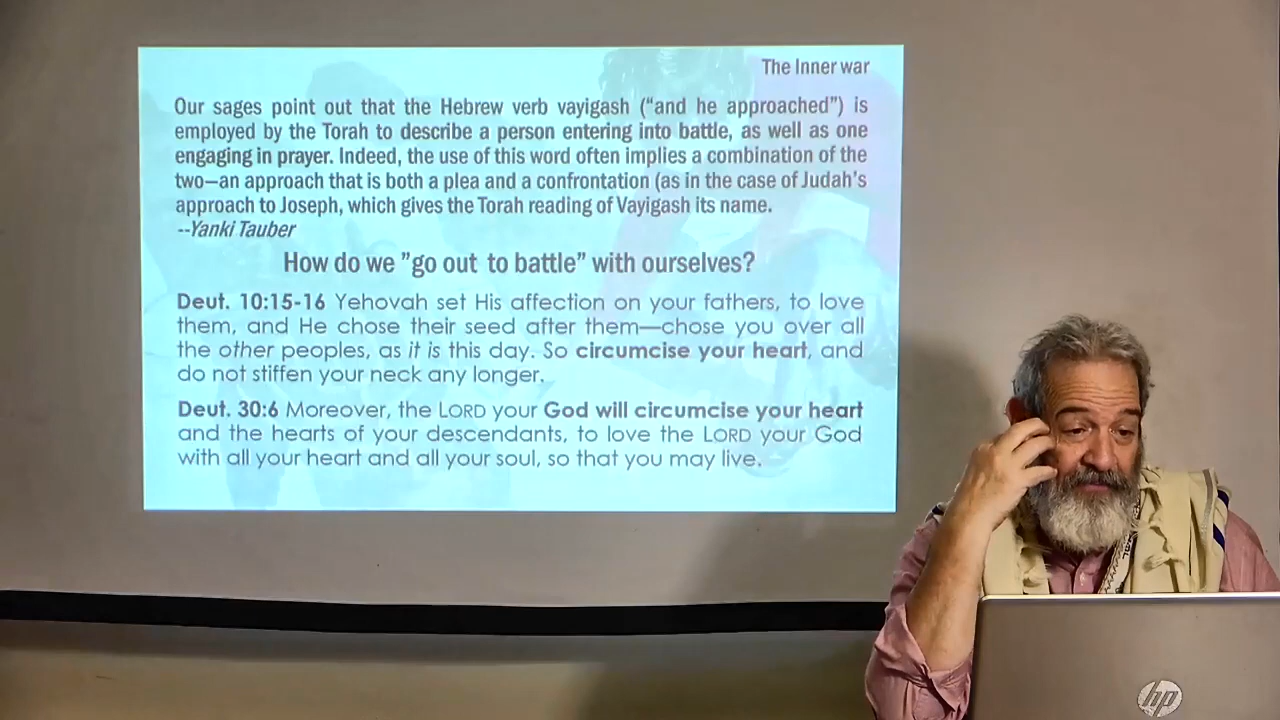 The Inner war
Our sages point out that the Hebrew verb vayigash (“and he approached”) is
employed by the Torah to describe a person entering into battle, as well as one
engaging in prayer. Indeed, the use of this word often implies a combination of the
two—an approach that is both a plea and a confrontation (as in the case of Judah’s
approach to Joseph, which gives the Torah reading of Vayigash its name.
--Yanki Tauber
How do we ”go out to battle” with ourselves?
Deut. 10:15-16 Yehovah set His affection on your fathers, to love
them, and He chose their seed after them—chose you over all
the other peoples, as it is this day. So circumcise your heart, and
do not stiffen your neck any longer.
Deut. 30:6 Moreover, the LORD your God will circumcise your heart
and the hearts of your descendants, to love the LORD your God
with all your heart and all your soul, so that you may live.
hp